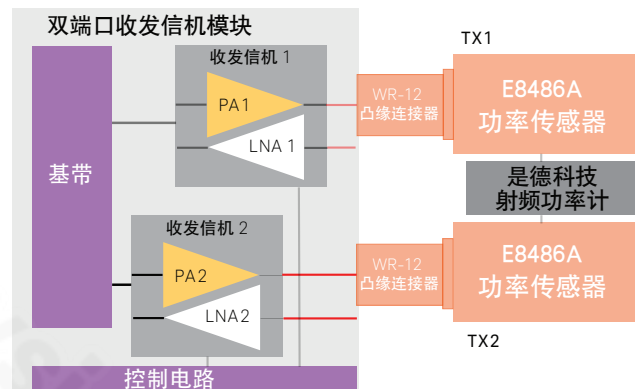 双端口收发信机模块
TX1
收发信机 1
PA1
LNA 1
WR-12
凸缘连接器
E8486A
功率传感器
基带
是德科技
射频功率计
收发信机 2
PA2
LNA2
WR-12
凸缘连接器
E8486A
功率传感器
TX2
控制电路